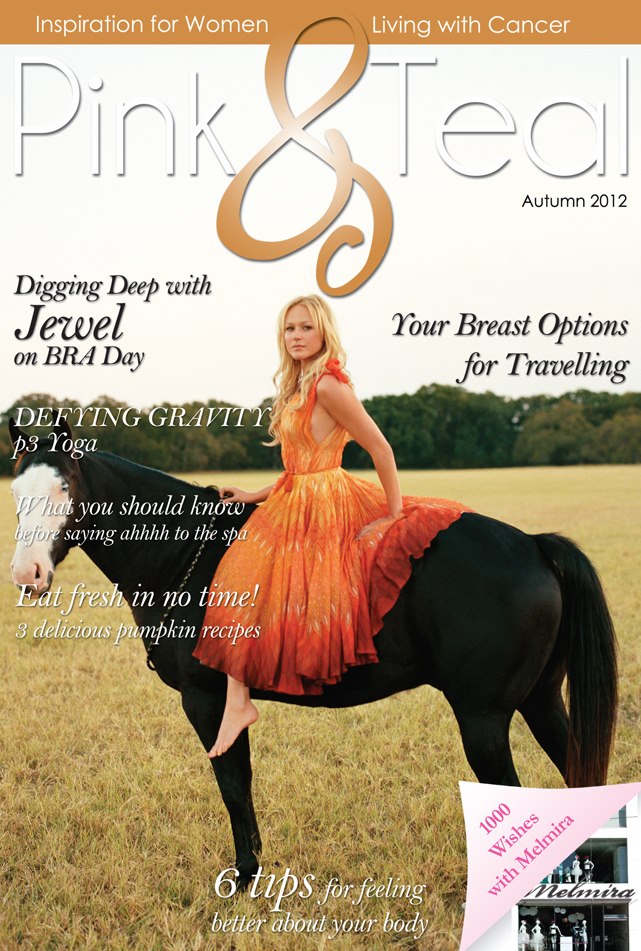 Inspiration for Women Living with Cancer
Pink & Teal
Autumn 2012
Digging Deep with
Jewel
on BRA Day
Your Breast Options
for Travelling
DEFYING GRAVITY
p3 Yoga
What you should know
before saying ahhhh to the spa
Eat fresh in no time!
3 delicious pumpkin recipes
1000
Wishes
with Melmira
Melmira
6 tips for feeling
better about your body